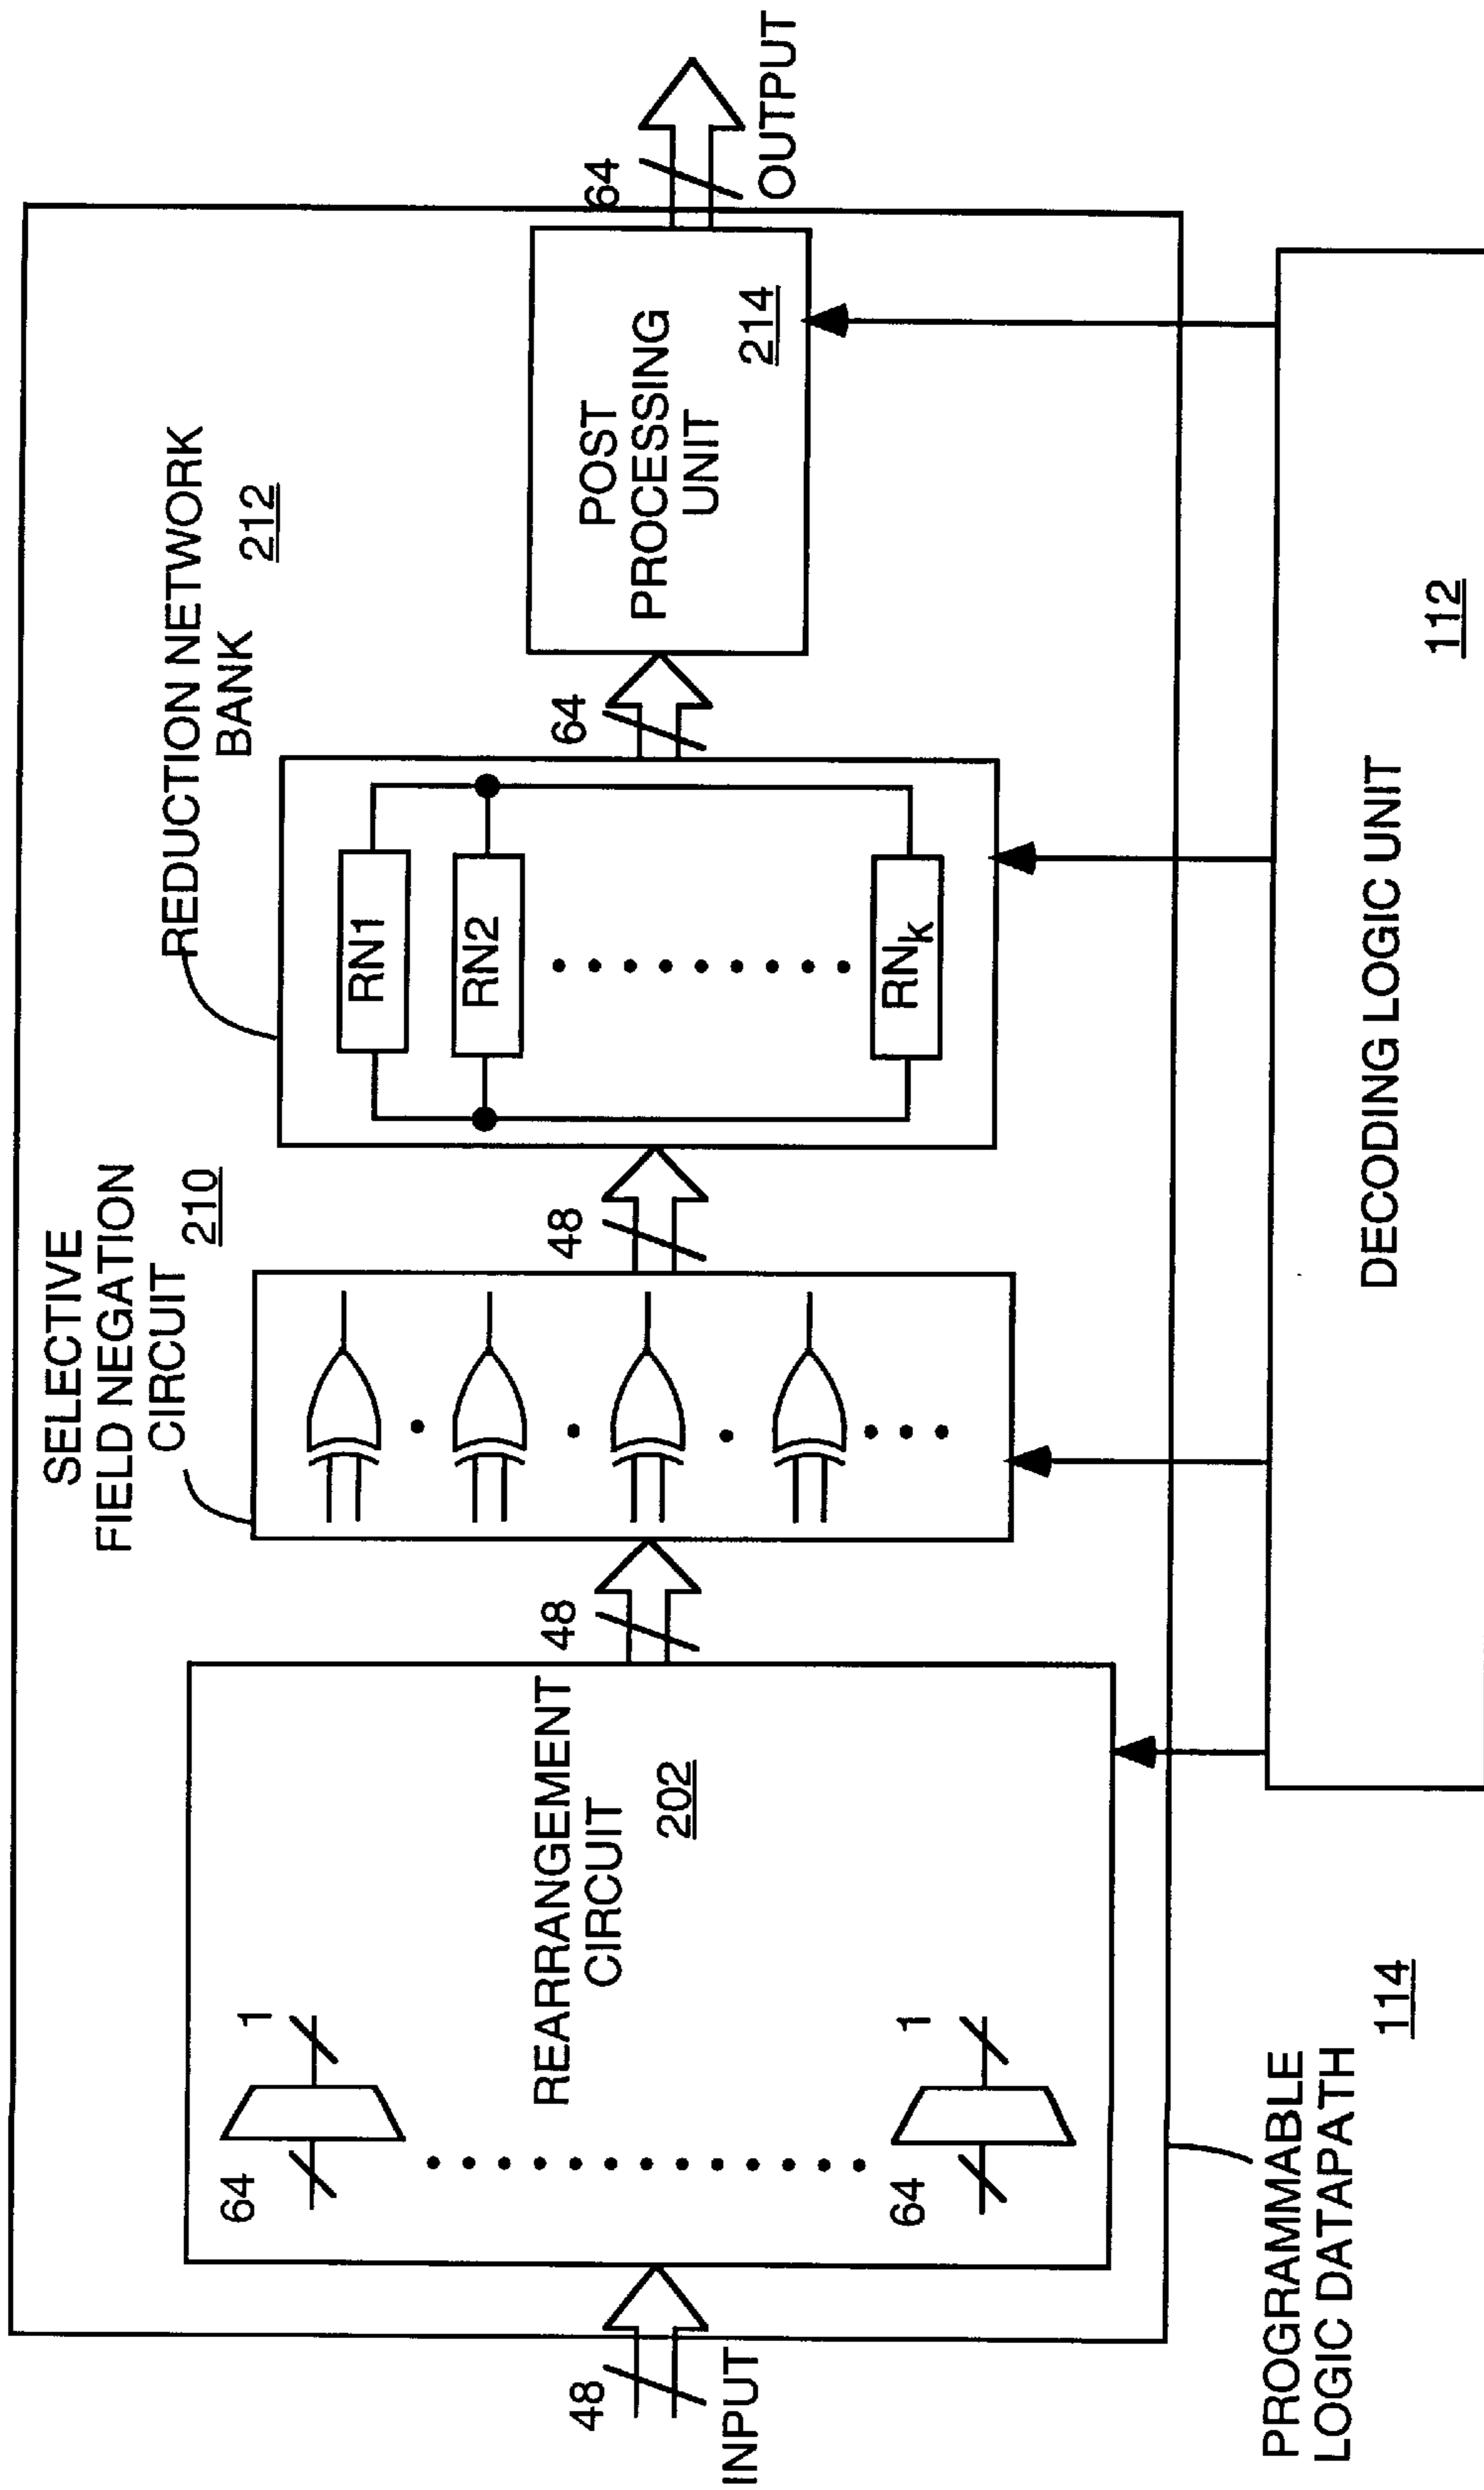 SELECTIVE
FIELD NEGATION
CIRCUIT
210
REDUCTION NETWORK
BANK
212
64
1
REARRANGEMENT
CIRCUIT
202
64
1
48
INPUT
48
48
RN1
RN2
RNk
64
POST
PROCESSING
UNIT
214
64
OUTPUT
PROGRAMMABLE
LOGIC DATAPATH
114
DECODING LOGIC UNIT
112